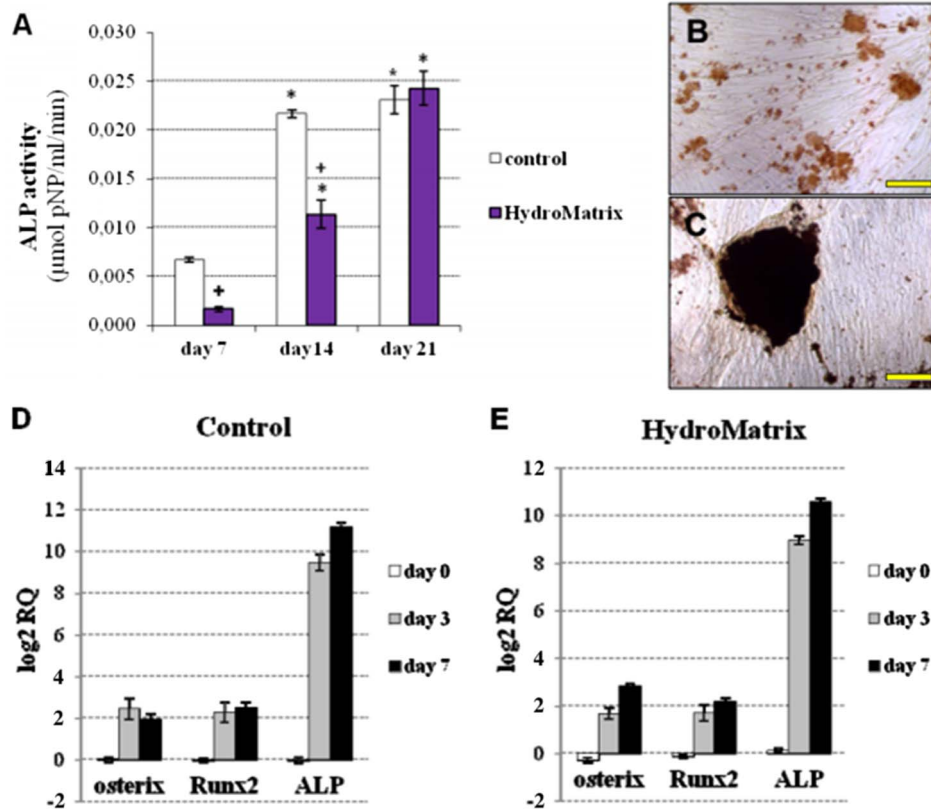 A
ALP activity
(µmol pNP/ml/min)
0,030
0,025
0,020
0,015
0,010
0,005
0,000
*
+
*
*
*
+
day 7
day14
day 21
control
HydroMatrix
B
C
D
Control
log2 RQ
14
12
10
8
6
4
2
0
-2
osterix
Runx2
ALP
day 0
day 3
day 7
E
HydroMatrix
log2 RQ
12
10
8
6
4
2
0
-2
osterix
Runx2
ALP
day 0
day 3
day 7